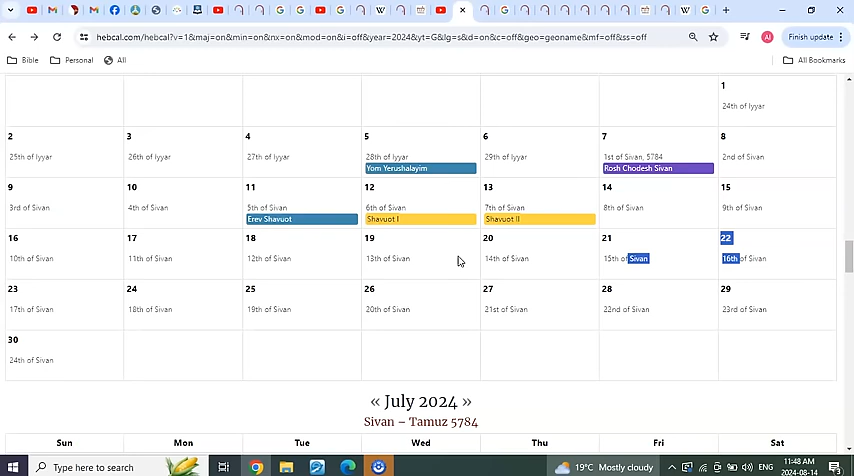 hebcal.com/hebcal?v=1&maj=on&min=on&nx=on&mod=on&i=off&year=2024&yt=G&lg=s&d=on&c=off&geo=geoname&mf=off&ss=off
Finish update
Bible Personal All All Bookmarks
1
24th of Iyyar
2 3 4 5 6 7 8
25th of Iyyar 26th of Iyyar 27th of Iyyar 28th of Iyyar 29th of Iyyar 1st of Sivan, 5784 2nd of Sivan
Yom Yerushalayim Rosh Chodesh Sivan
9 10 11 12 13 14 15
3rd of Sivan 4th of Sivan 5th of Sivan 6th of Sivan 7th of Sivan 8th of Sivan 9th of Sivan
Erev Shavuot Shavuot I Shavuot II
16 17 18 19 20 21 22
10th of Sivan 11th of Sivan 12th of Sivan 13th of Sivan 14th of Sivan 15th of Sivan 16th of Sivan
23 24 25 26 27 28 29
17th of Sivan 18th of Sivan 19th of Sivan 20th of Sivan 21st of Sivan 22nd of Sivan 23rd of Sivan
30
24th of Sivan
« July 2024 »
Sivan – Tamuz 5784
Sun Mon Tue Wed Thu Fri Sat
Type here to search 19°C Mostly cloudy ENG 11:48 AM
2024-08-14